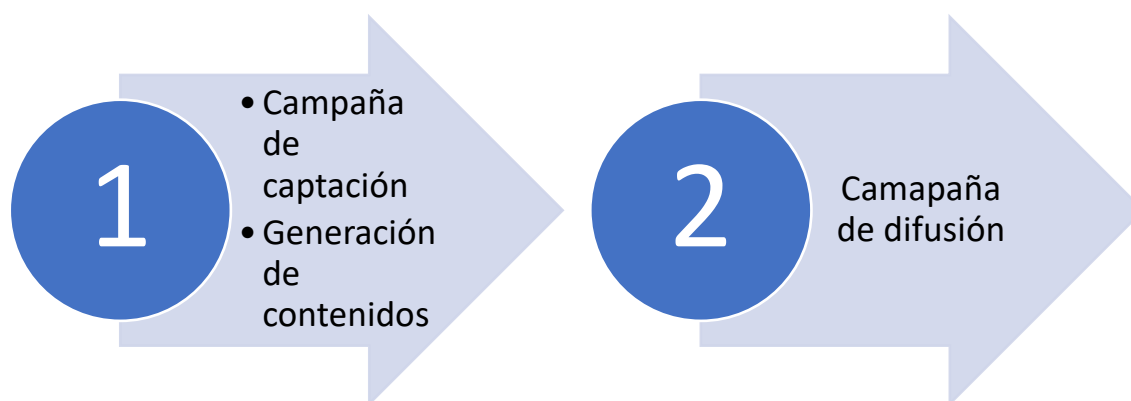 1
• Campaña
de
captación
• Generación
de
contenidos
2
Camapaña
de difusión